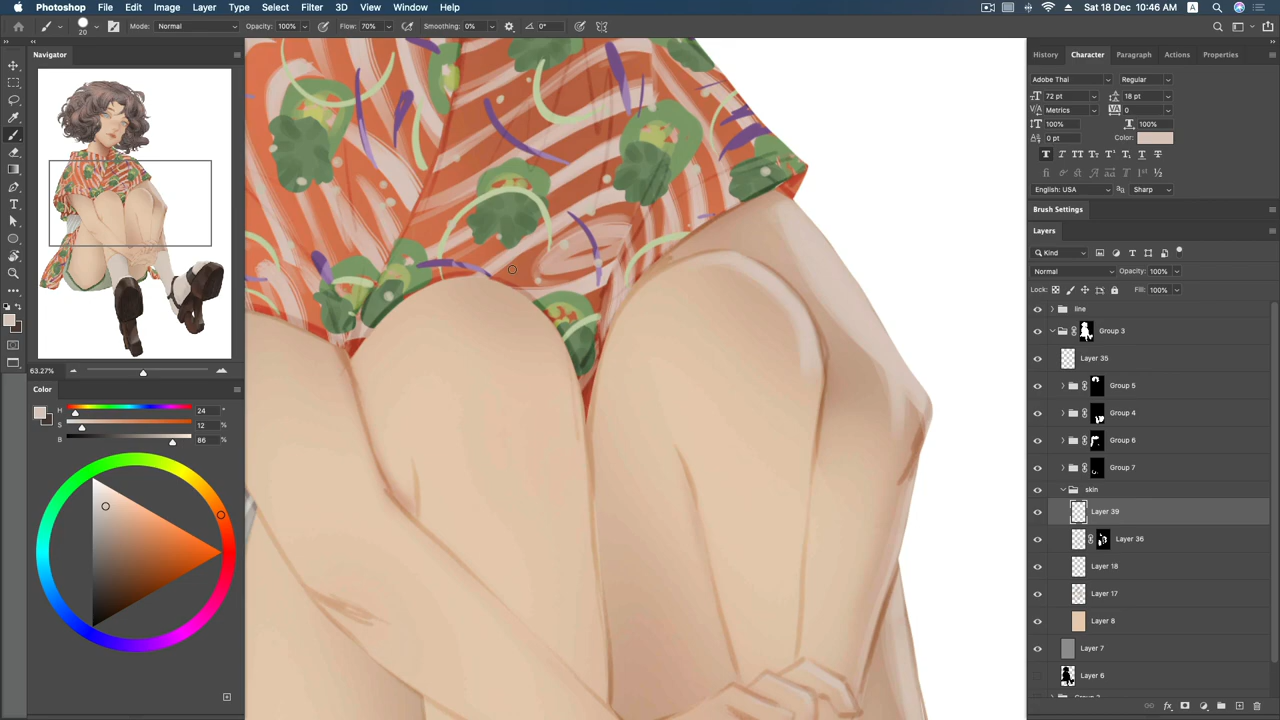 Photoshop File Edit Image Layer Type Select Filter 3D View Window Help Sat 18 Dec 10:46 AM A
20 Mode: Normal Opacity: 100% Flow: 70% Smoothing: 0% 0°
Navigator
63.27%
Color
H 24 °
S 12 %
B 86 %
History Character Paragraph Actions Properties
Adobe Thai Regular
72 pt 18 pt
Metrics 0
100% 100%
0 pt Color:
English: USA Sharp
Brush Settings
Layers
Kind
Normal Opacity: 100%
Lock: Fill: 100%
line
Group 3
Layer 35
Group 5
Group 4
Group 6
Group 7
skin
Layer 39
Layer 36
Layer 18
Layer 17
Layer 8
Layer 7
Layer 6